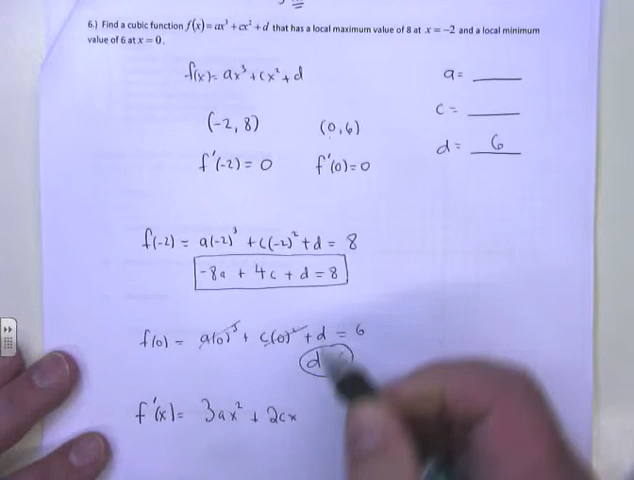 6.) Find a cubic function f(x) = ax³ + cx² + d that has a local maximum value of 8 at x = −2 and a local minimum
value of 6 at x = 0.
f(x) = ax³ + cx² + d
a =
c =
d = 6
(-2, 8) (0, 6)
f'(-2) = 0 f'(0) = 0
f(-2) = a(-2)³ + c(-2)² + d = 8
-8a + 4c + d = 8
f(0) = a(0)³ + c(0)² + d = 6
d
f'(x) = 3ax² + 2cx